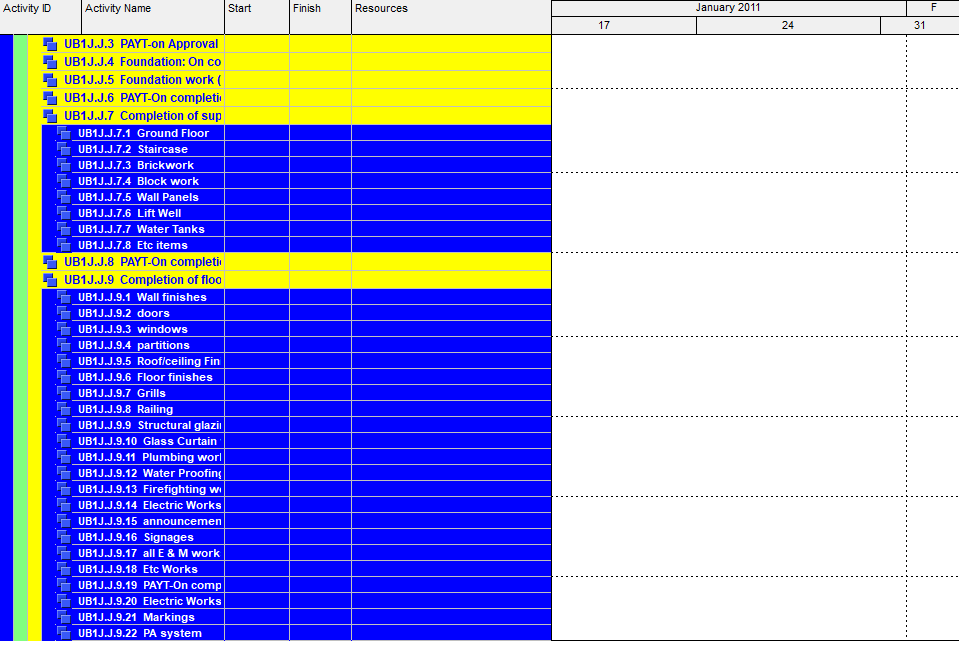 Activity ID Activity Name Start Finish Resources January 2011 F
17 24 31
UB1J.J.3 PAYT-on Approval
UB1J.J.4 Foundation: On co
UB1J.J.5 Foundation work (
UB1J.J.6 PAYT-On completi
UB1J.J.7 Completion of sup
UB1J.J.7.1 Ground Floor
UB1J.J.7.2 Staircase
UB1J.J.7.3 Brickwork
UB1J.J.7.4 Block work
UB1J.J.7.5 Wall Panels
UB1J.J.7.6 Lift Well
UB1J.J.7.7 Water Tanks
UB1J.J.7.8 Etc items
UB1J.J.8 PAYT-On completi
UB1J.J.9 Completion of floo
UB1J.J.9.1 Wall finishes
UB1J.J.9.2 doors
UB1J.J.9.3 windows
UB1J.J.9.4 partitions
UB1J.J.9.5 Roof/ceiling Fin
UB1J.J.9.6 Floor finishes
UB1J.J.9.7 Grills
UB1J.J.9.8 Railing
UB1J.J.9.9 Structural glazi
UB1J.J.9.10 Glass Curtain
UB1J.J.9.11 Plumbing worl
UB1J.J.9.12 Water Proofing
UB1J.J.9.13 Firefighting w
UB1J.J.9.14 Electric Works
UB1J.J.9.15 announcemen
UB1J.J.9.16 Signages
UB1J.J.9.17 all E & M work
UB1J.J.9.18 Etc Works
UB1J.J.9.19 PAYT-On comp
UB1J.J.9.20 Electric Works
UB1J.J.9.21 Markings
UB1J.J.9.22 PA system